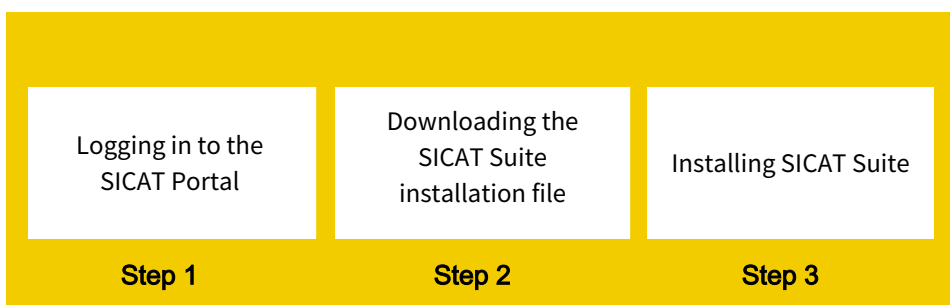 Logging in to the
SICAT Portal
Downloading the
SICAT Suite
installation file
Installing SICAT Suite
Step 1
Step 2
Step 3